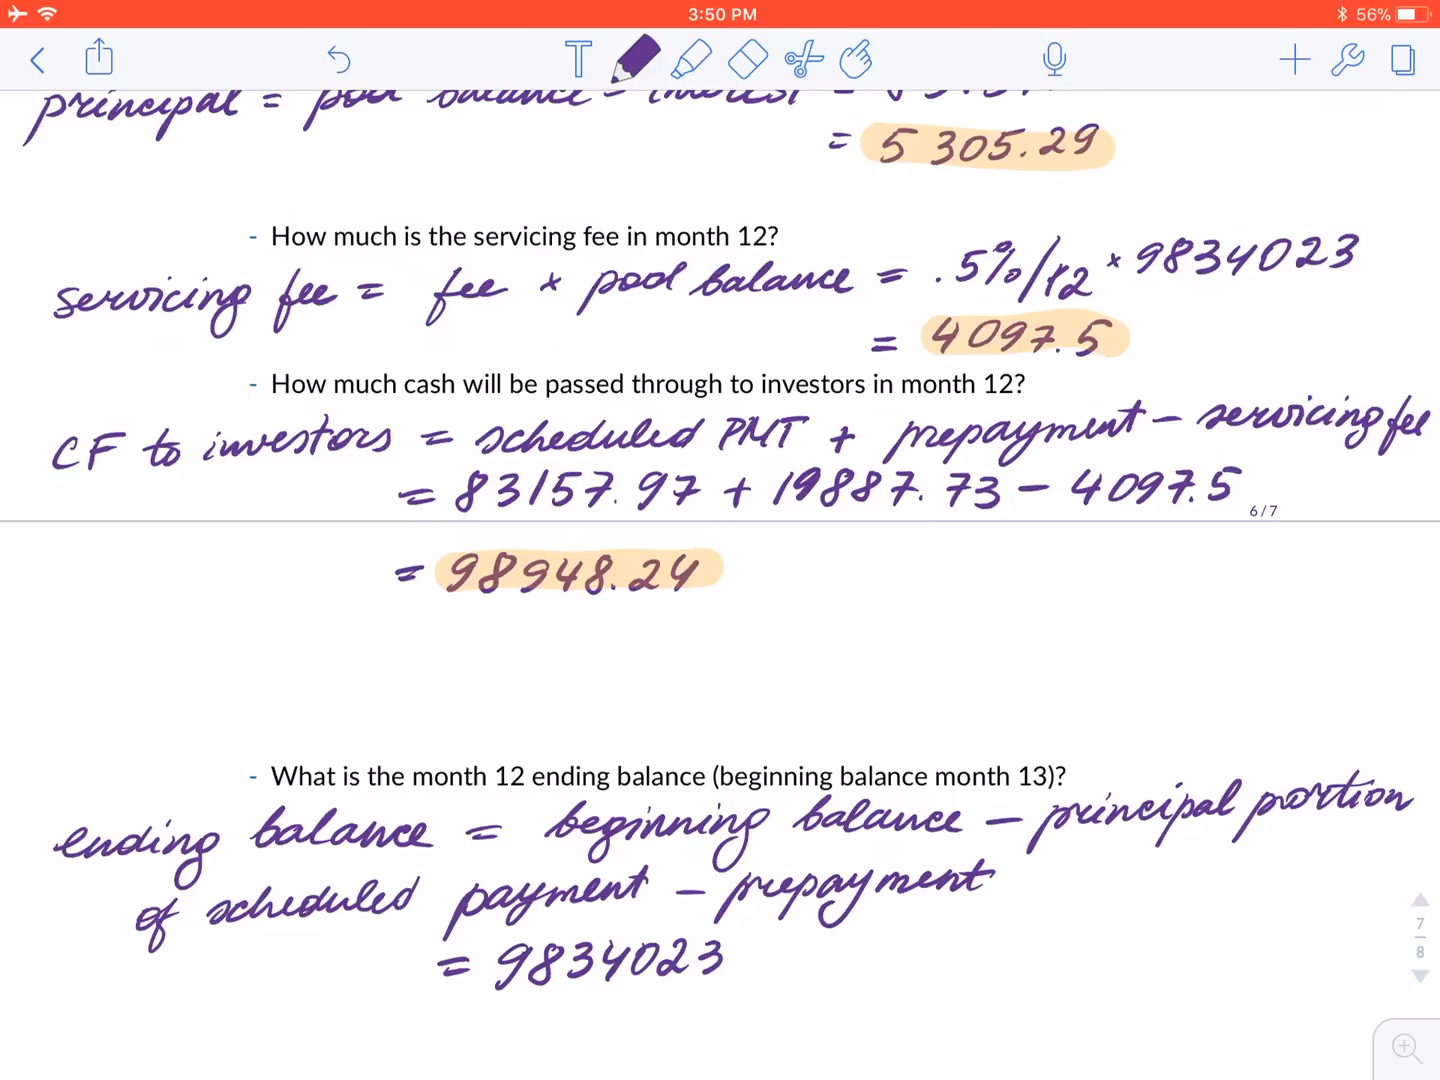 3:50 PM
56%
T
principal = pool balance - interest =
= 5 305.29
- How much is the servicing fee in month 12?
servicing fee = fee × pool balance = .5%/12 × 9834023
= 4097.5
- How much cash will be passed through to investors in month 12?
CF to investors = scheduled PMT + prepayment - servicing fee
= 83157.97 + 19887.73 - 4097.5
6/7
= 98948.24
- What is the month 12 ending balance (beginning balance month 13)?
ending balance = beginning balance - principal portion
of scheduled payment - prepayment
= 9834023
7
8